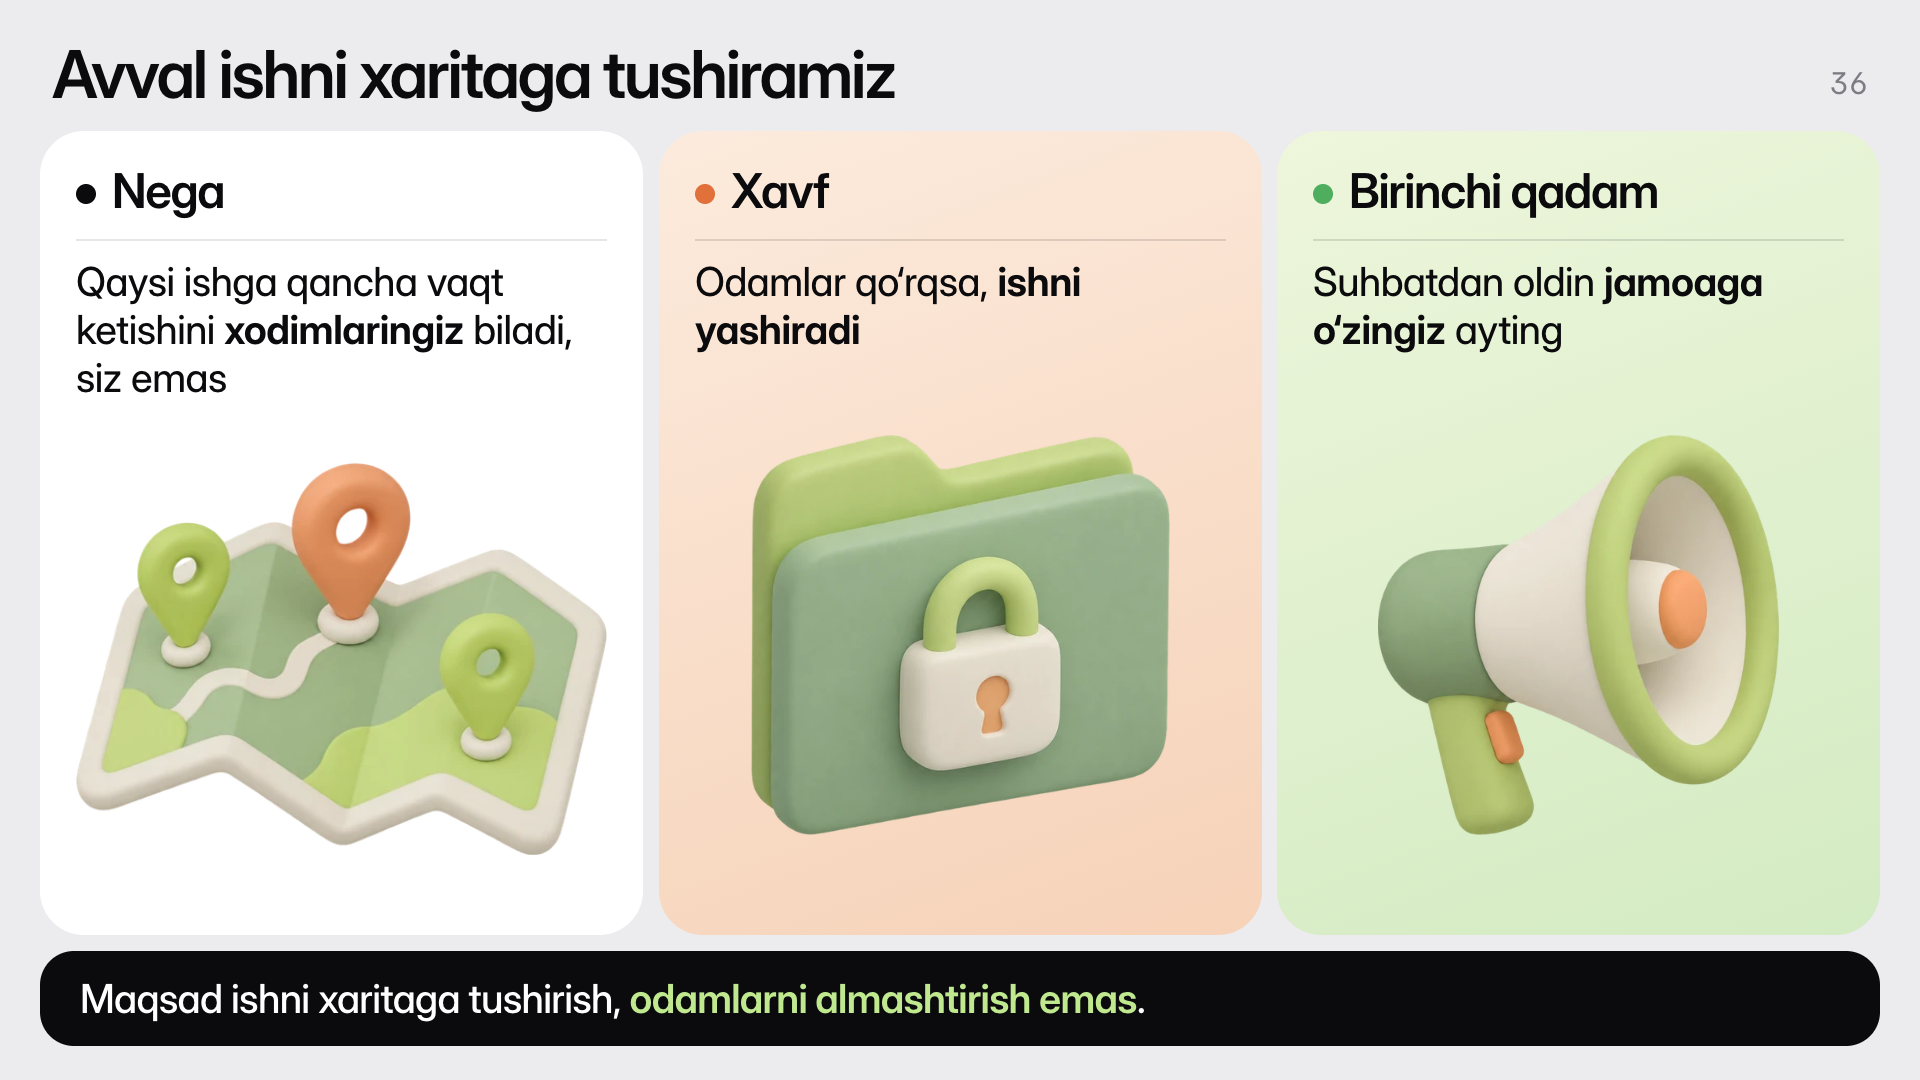 Avval ishni xaritaga tushiramiz
36
Nega
Qaysi ishga qancha vaqt
ketishini xodimlaringiz biladi,
siz emas
Xavf
Odamlar qo‘rqsa, ishni
yashiradi
Birinchi qadam
Suhbatdan oldin jamoaga
o‘zingiz ayting
Maqsad ishni xaritaga tushirish, odamlarni almashtirish emas.